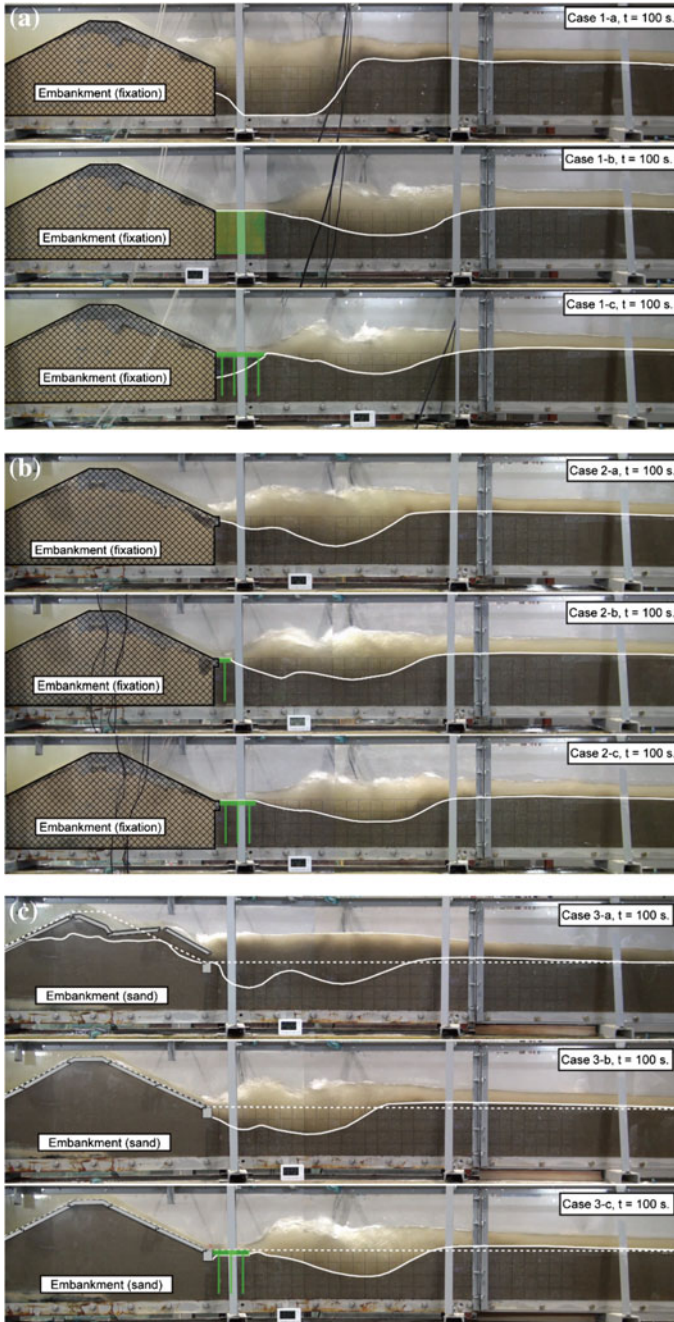 (a)
Case 1-a, t = 100 s.
Embankment (fixation)
Case 1-b, t = 100 s.
Embankment (fixation)
Case 1-c, t = 100 s.
Embankment (fixation)
(b)
Case 2-a, t = 100 s.
Embankment (fixation)
Case 2-b, t = 100 s.
Embankment (fixation)
Case 2-c, t = 100 s.
Embankment (fixation)
(c)
Case 3-a, t = 100 s.
Embankment (sand)
Case 3-b, t = 100 s.
Embankment (sand)
Case 3-c, t = 100 s.
Embankment (sand)